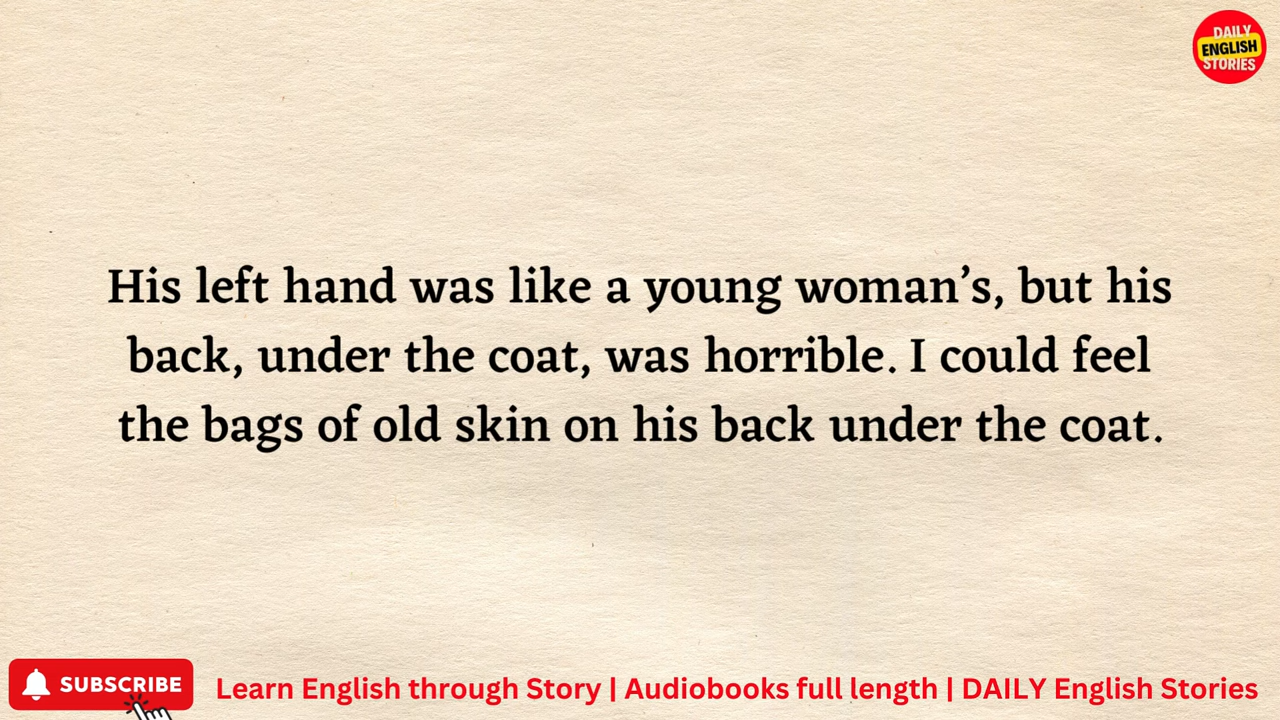 DAILY
ENGLISH
STORIES
His left hand was like a young woman’s, but his
back, under the coat, was horrible. I could feel
the bags of old skin on his back under the coat.
SUBSCRIBE
Learn English through Story | Audiobooks full length | DAILY English Stories